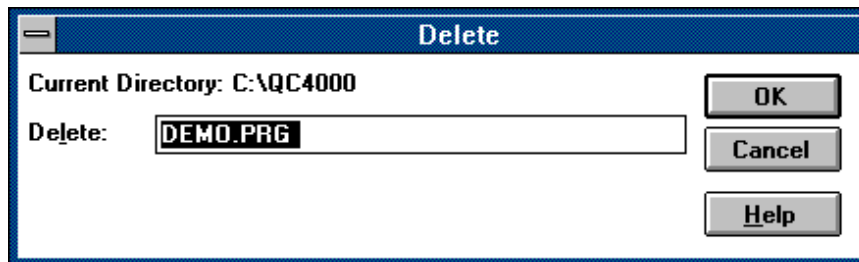 Delete
Current Directory: C:\QC4000
OK
Delete: DEMO.PRG
Cancel
Help